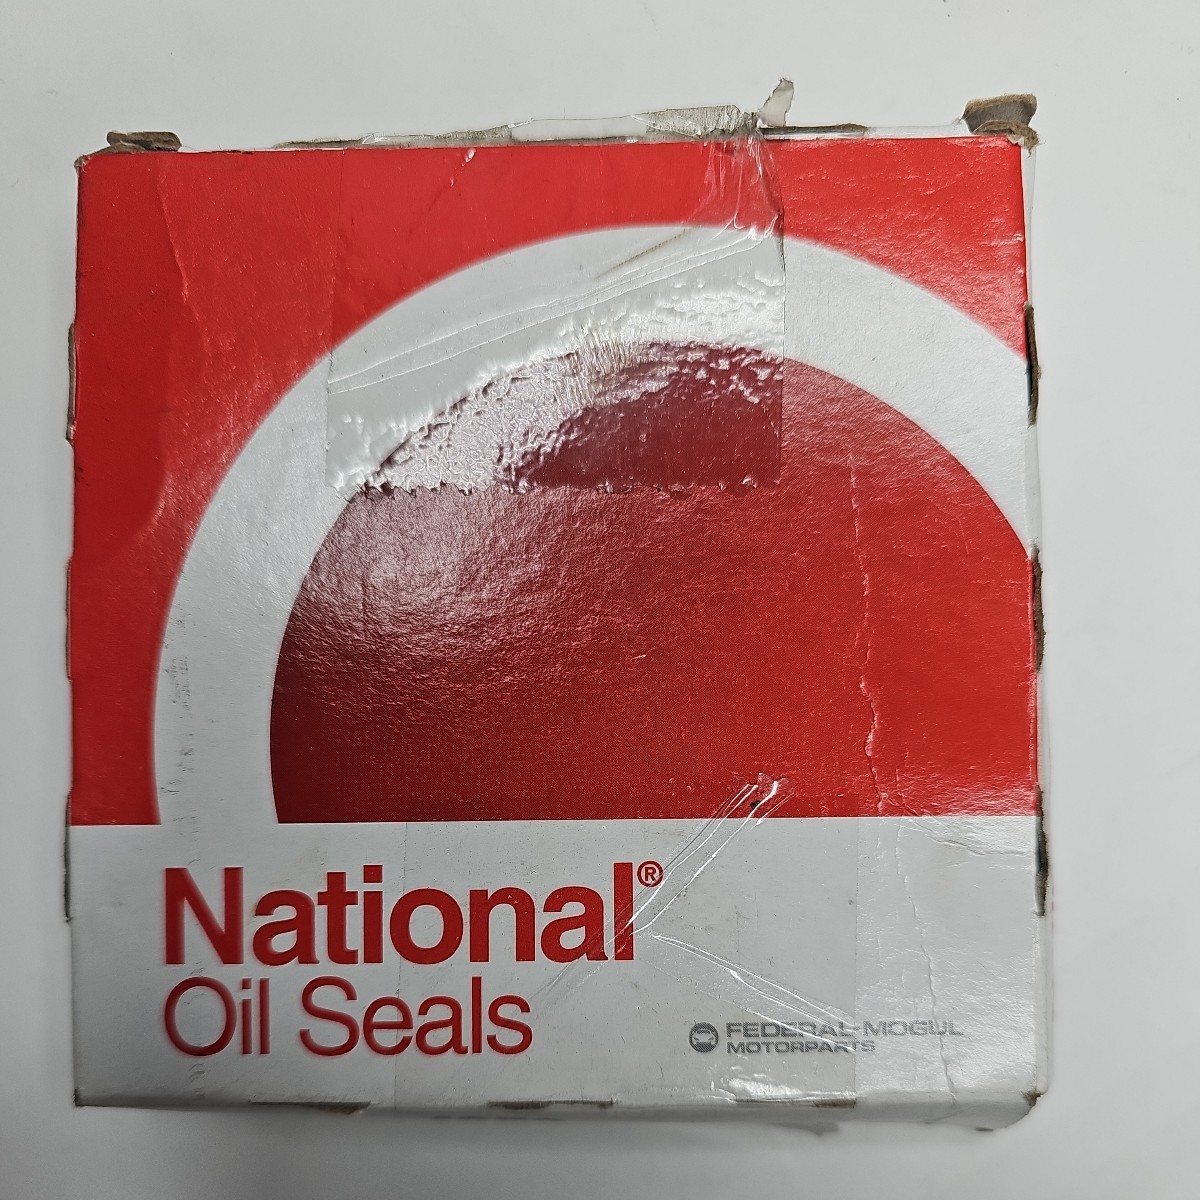 National®
Oil Seals
FEDERAL-MOGUL
MOTORPARTS